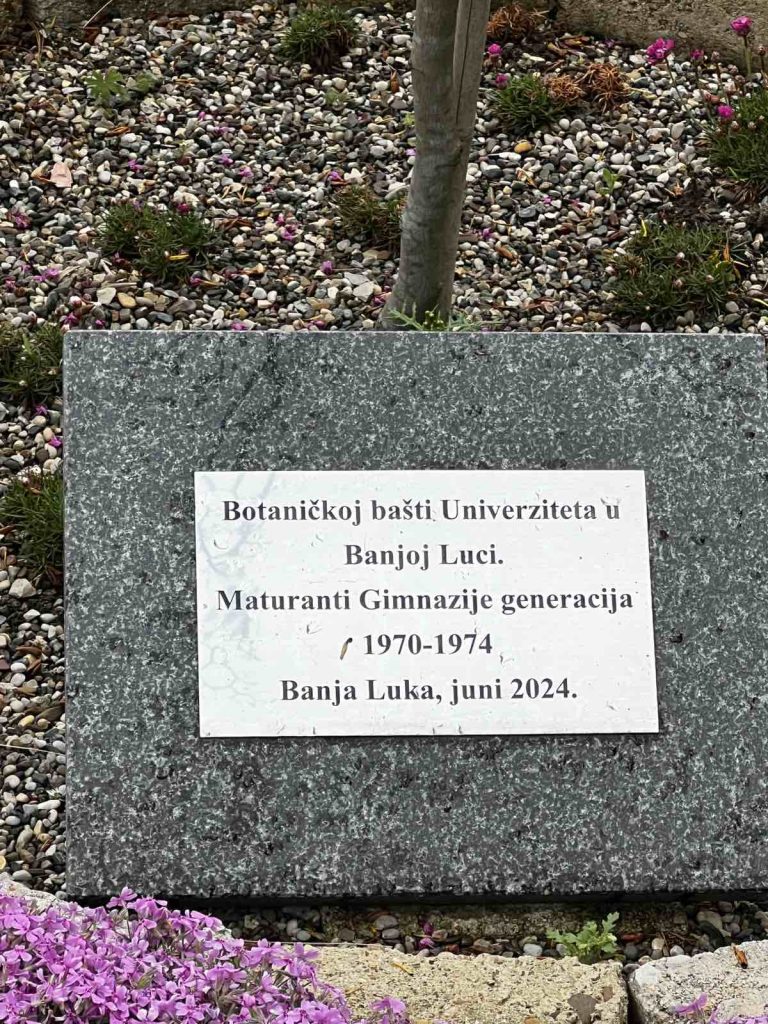 Botaničkoj bašti Univerziteta u
Banjoj Luci.
Maturanti Gimnazije generacija
1970-1974
Banja Luka, juni 2024.